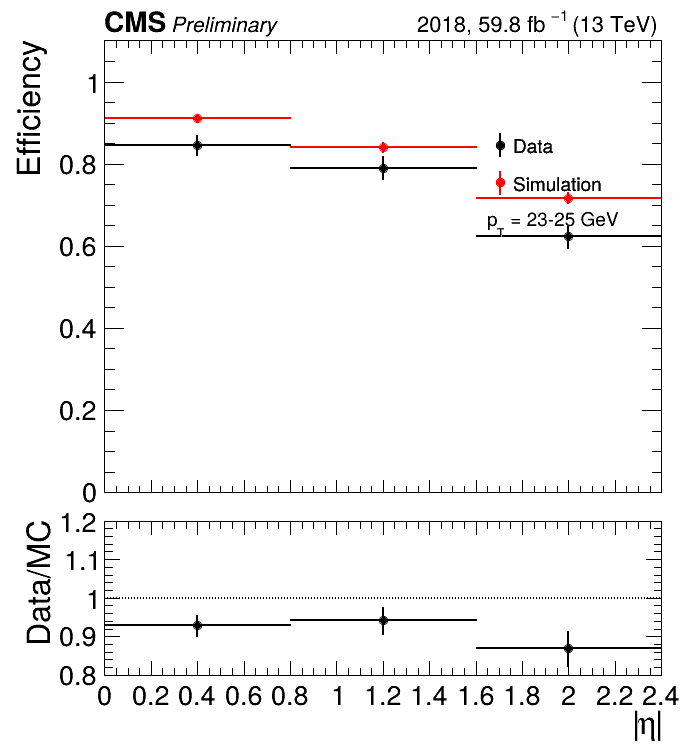 CMS Preliminary 2018, 59.8 fb⁻¹ (13 TeV)
Efficiency
1
0.8
0.6
0.4
0.2
0
Data
Simulation
p_T = 23-25 GeV
Data/MC
1.2
1.1
1
0.9
0.8
0 0.2 0.4 0.6 0.8 1 1.2 1.4 1.6 1.8 2 2.2 2.4
|η|